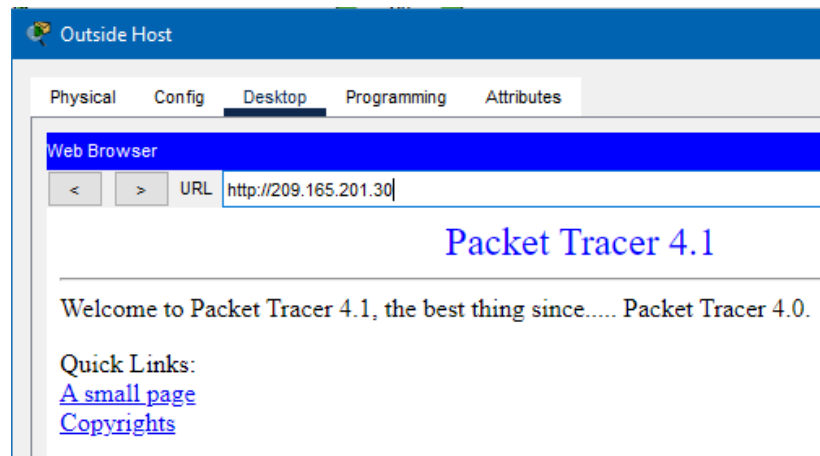 Outside Host
Physical Config Desktop Programming Attributes
Web Browser
< > URL http://209.165.201.30
Packet Tracer 4.1
Welcome to Packet Tracer 4.1, the best thing since..... Packet Tracer 4.0.
Quick Links:
A small page
Copyrights